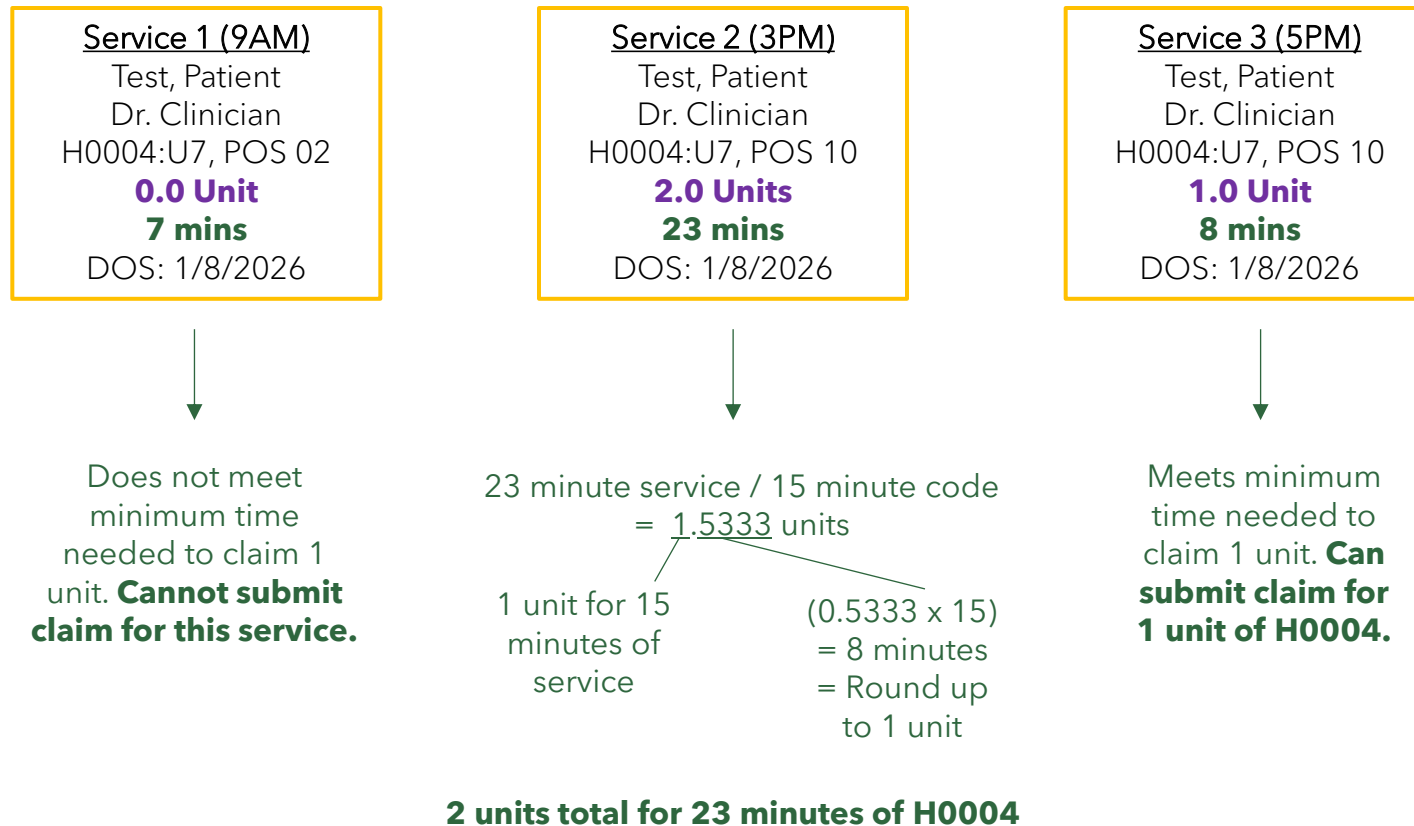 Service 1 (9AM)
Test, Patient
Dr. Clinician
H0004:U7, POS 02
0.0 Unit
7 mins
DOS: 1/8/2026
Service 2 (3PM)
Test, Patient
Dr. Clinician
H0004:U7, POS 10
2.0 Units
23 mins
DOS: 1/8/2026
Service 3 (5PM)
Test, Patient
Dr. Clinician
H0004:U7, POS 10
1.0 Unit
8 mins
DOS: 1/8/2026
Does not meet
minimum time
needed to claim 1
unit. Cannot submit
claim for this service.
23 minute service / 15 minute code
= 1.5333 units
1 unit for 15
minutes of
service
(0.5333 x 15)
= 8 minutes
= Round up
to 1 unit
Meets minimum
time needed to
claim 1 unit. Can
submit claim for
1 unit of H0004.
2 units total for 23 minutes of H0004